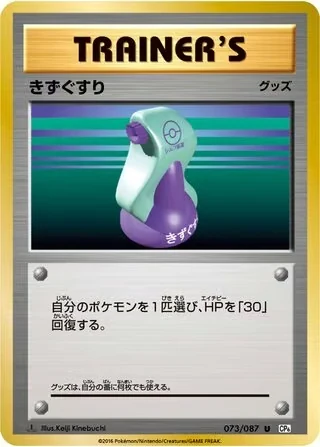 TRAINER'S
きずぐすり
グッズ
きずぐすり
自分のポケモンを1匹選び、HPを「30」
回復する。
グッズは、自分の番に何枚でも使える。
Illus.Keiji Kinebuchi
073/087 U CP6
©2016 Pokémon/Nintendo/Creatures/GAME FREAK.